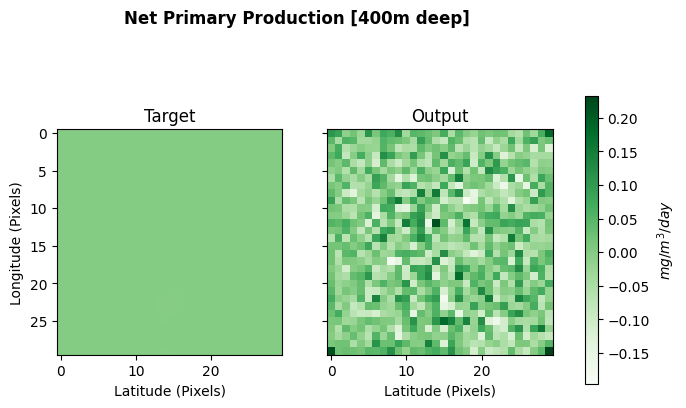 Net Primary Production [400m deep]
Target
Output
0
5
10
15
20
25
Longitude (Pixels)
0
10
20
Latitude (Pixels)
0
10
20
Latitude (Pixels)
0.20
0.15
0.10
0.05
0.00
−0.05
−0.10
−0.15
mg/m³/day